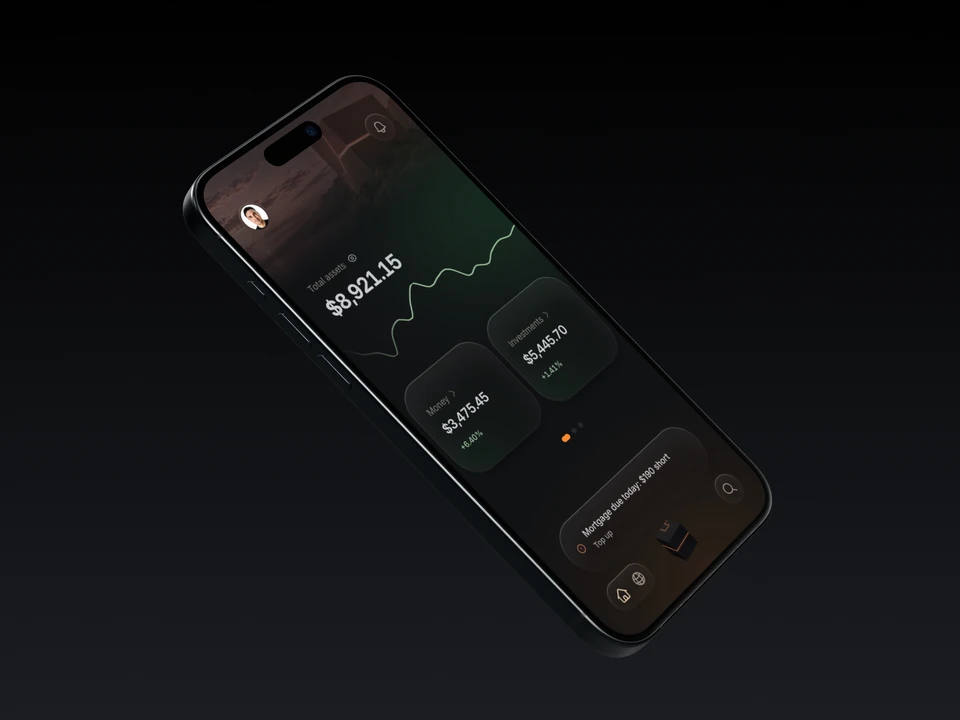 Total assets
$8,921.15
Money
$3,475.45
+6.40%
Investments
$5,445.70
+1.41%
Mortgage due today: $190 short
Top up